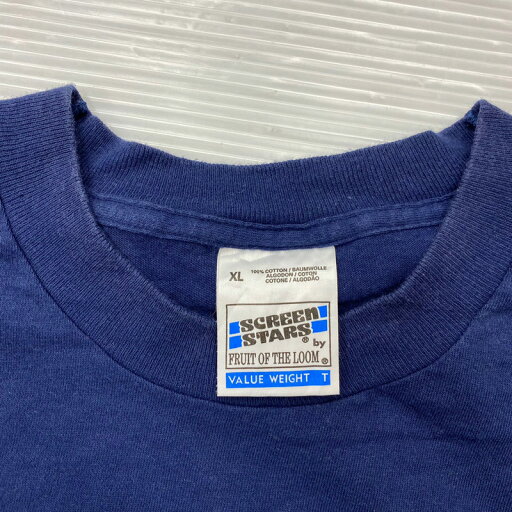 XL
100% COTTON / BAUMWOLLE
ALGODON / COTON
COTONE / ALGODÃO
SCREEN
STARS®
by
FRUIT OF THE LOOM®
VALUE WEIGHT T